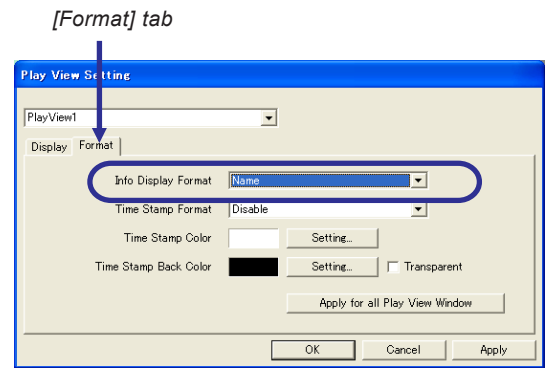 [Format] tab
Play View Setting
PlayView1
Display Format
Info Display Format Name
Time Stamp Format Disable
Time Stamp Color Setting...
Time Stamp Back Color Setting... Transparent
Apply for all Play View Window
OK Cancel Apply